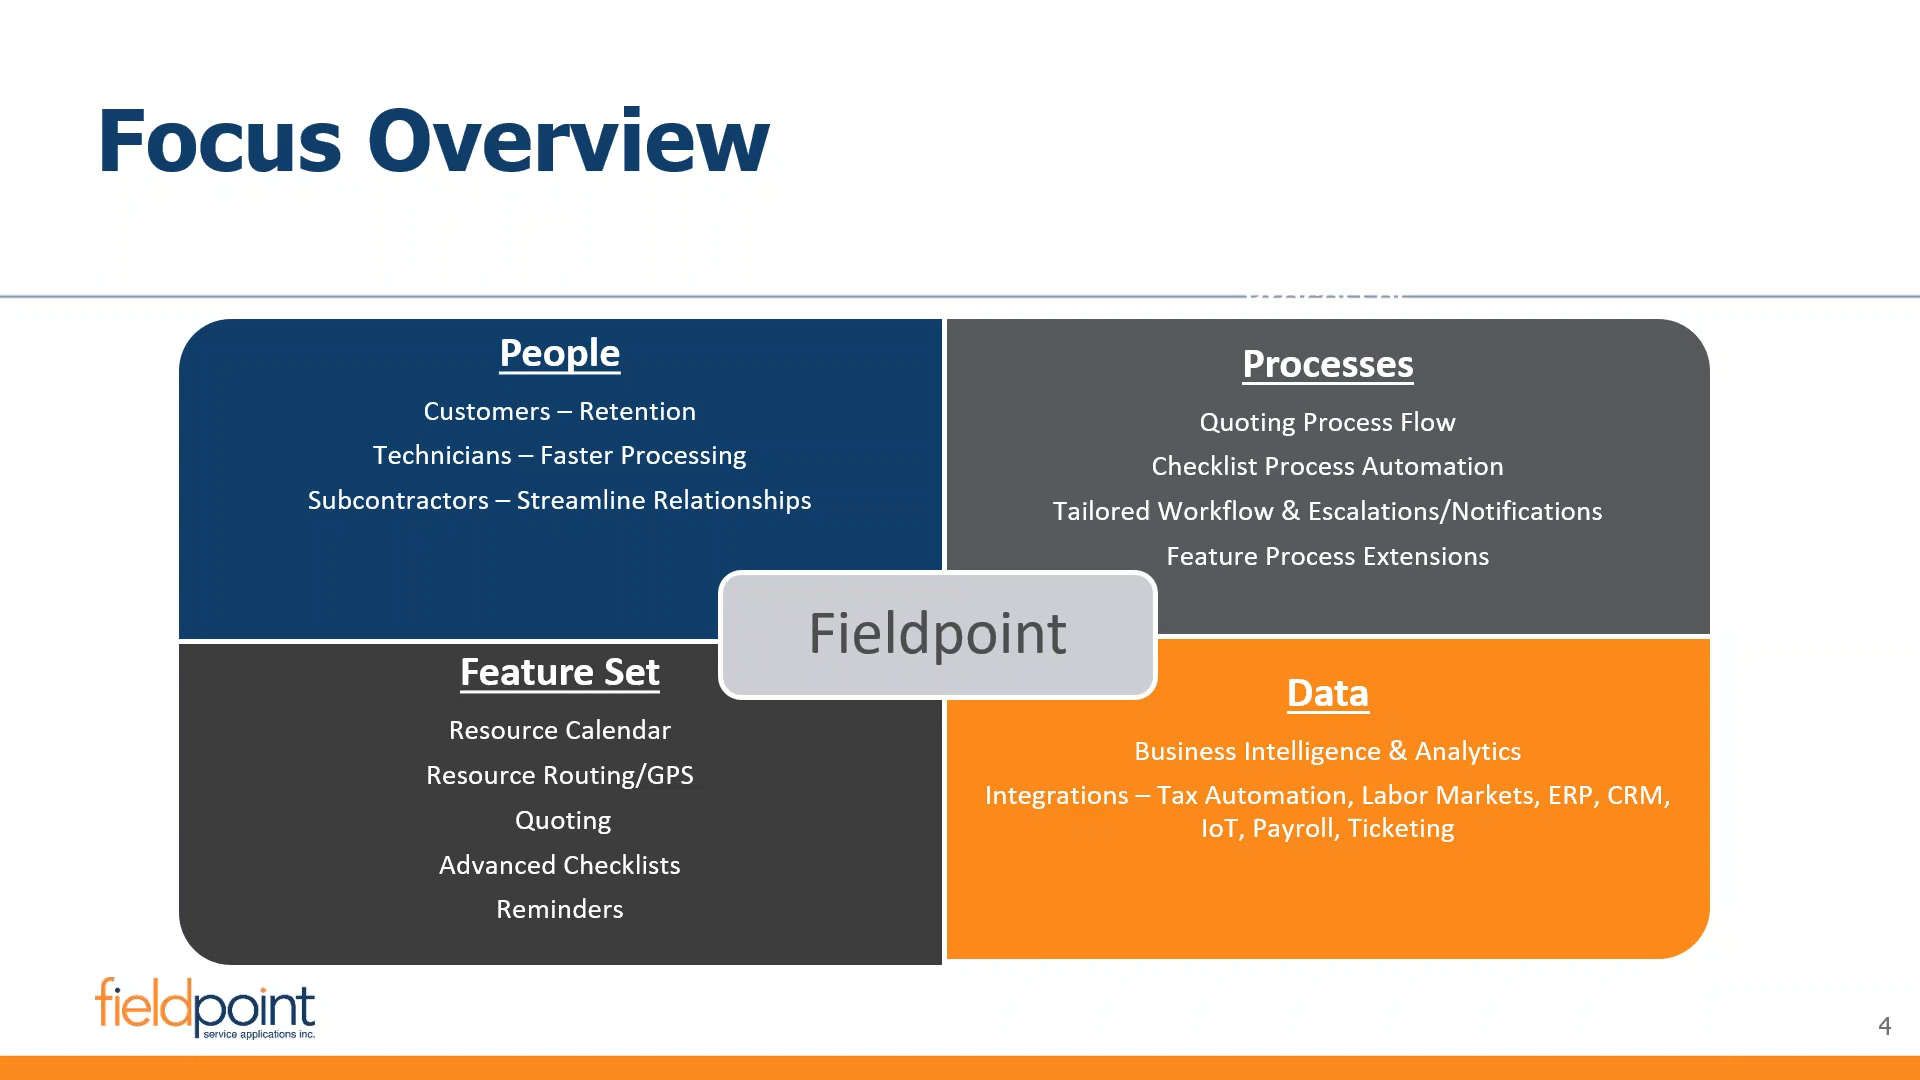 Focus Overview
People
Customers – Retention
Technicians – Faster Processing
Subcontractors – Streamline Relationships
Processes
Quoting Process Flow
Checklist Process Automation
Tailored Workflow & Escalations/Notifications
Feature Process Extensions
Fieldpoint
Feature Set
Resource Calendar
Resource Routing/GPS
Quoting
Advanced Checklists
Reminders
Data
Business Intelligence & Analytics
Integrations – Tax Automation, Labor Markets, ERP, CRM,
IoT, Payroll, Ticketing
fieldpoint
service applications inc.
4